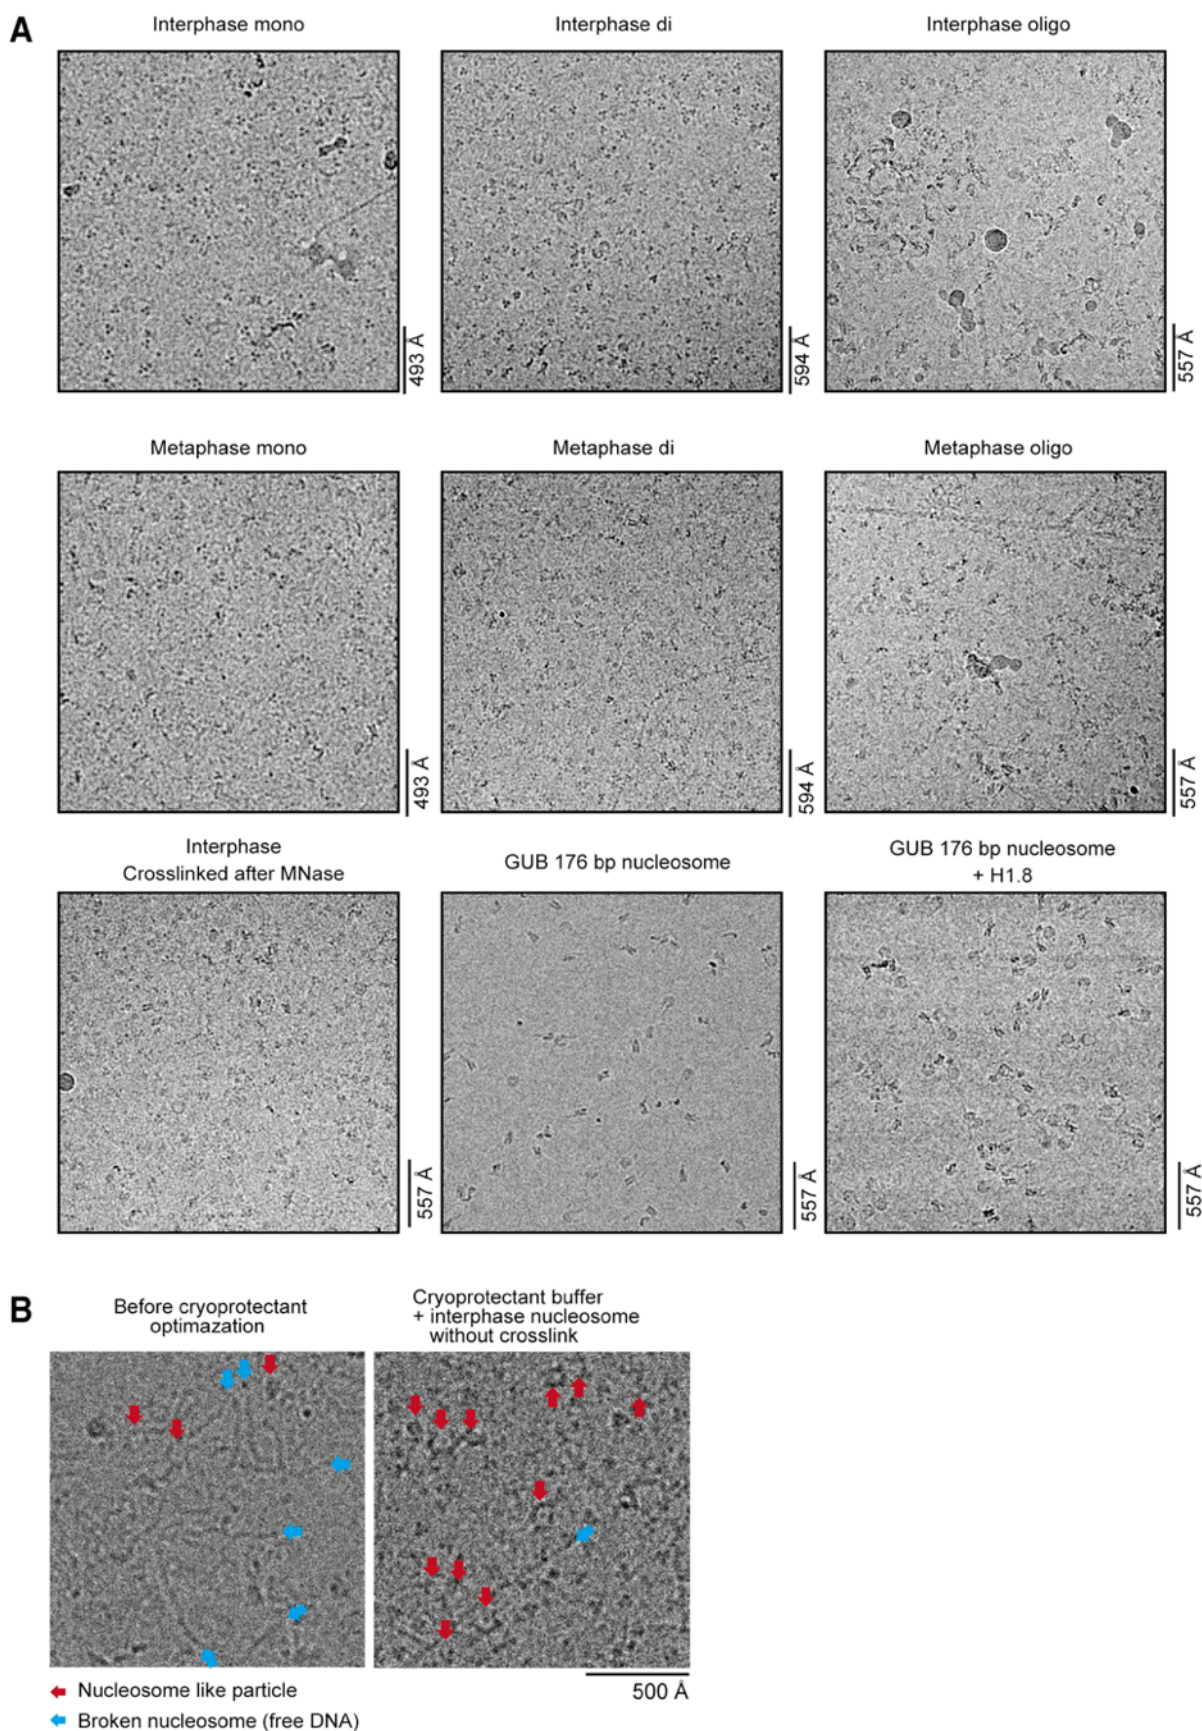 A
Interphase mono
Interphase di
Interphase oligo
493 Å
594 Å
557 Å
Metaphase mono
Metaphase di
Metaphase oligo
493 Å
594 Å
557 Å
Interphase
Crosslinked after MNase
GUB 176 bp nucleosome
GUB 176 bp nucleosome
+ H1.8
557 Å
557 Å
557 Å
B
Before cryoprotectant
optimazation
Cryoprotectant buffer
+ interphase nucleosome
without crosslink
500 Å
Nucleosome like particle
Broken nucleosome (free DNA)